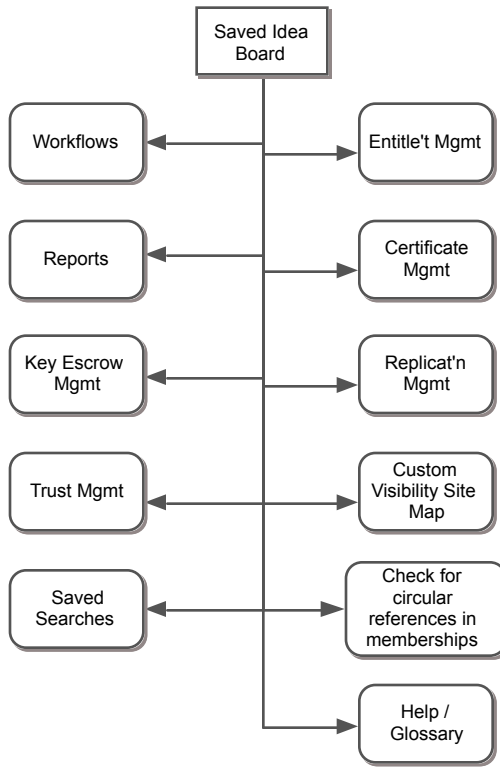 Saved Idea
Board
Workflows
Entitle't Mgmt
Reports
Certificate
Mgmt
Key Escrow
Mgmt
Replicat'n
Mgmt
Trust Mgmt
Custom
Visibility Site
Map
Saved
Searches
Check for
circular
references in
memberships
Help /
Glossary